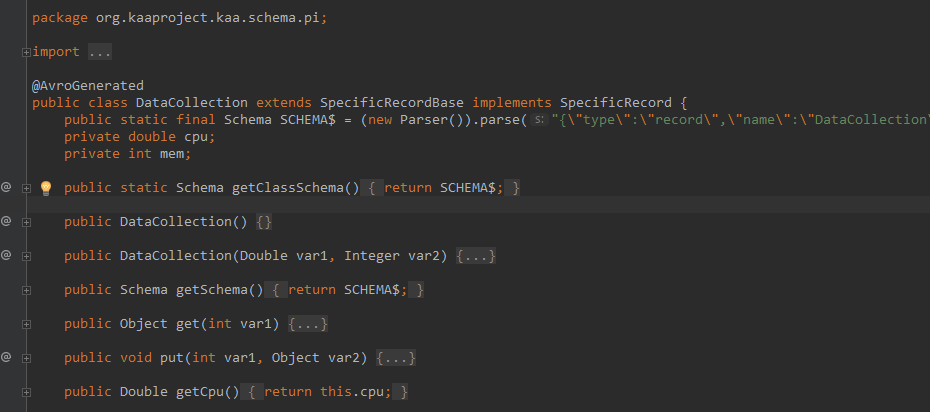 package org.kaaproject.kaa.schema.pi;
import ...
@AvroGenerated
public class DataCollection extends SpecificRecordBase implements SpecificRecord {
public static final Schema SCHEMA$ = (new Parser()).parse( s: "{\"type\":\"record\",\"name\":\"DataCollection\
private double cpu;
private int mem;
@ public static Schema getClassSchema() { return SCHEMA$; }
@ public DataCollection() {}
@ public DataCollection(Double var1, Integer var2) {...}
public Schema getSchema() { return SCHEMA$; }
public Object get(int var1) {...}
@ public void put(int var1, Object var2) {...}
public Double getCpu() { return this.cpu; }